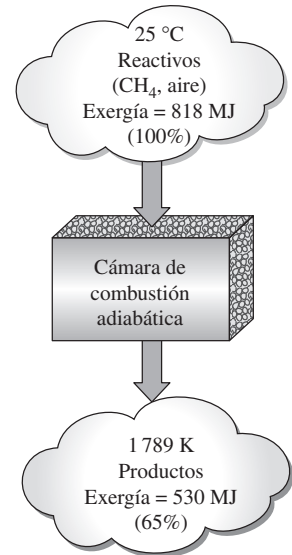 25 °C
Reactivos
(CH₄, aire)
Exergía = 818 MJ
(100%)
Cámara de
combustión
adiabática
1 789 K
Productos
Exergía = 530 MJ
(65%)